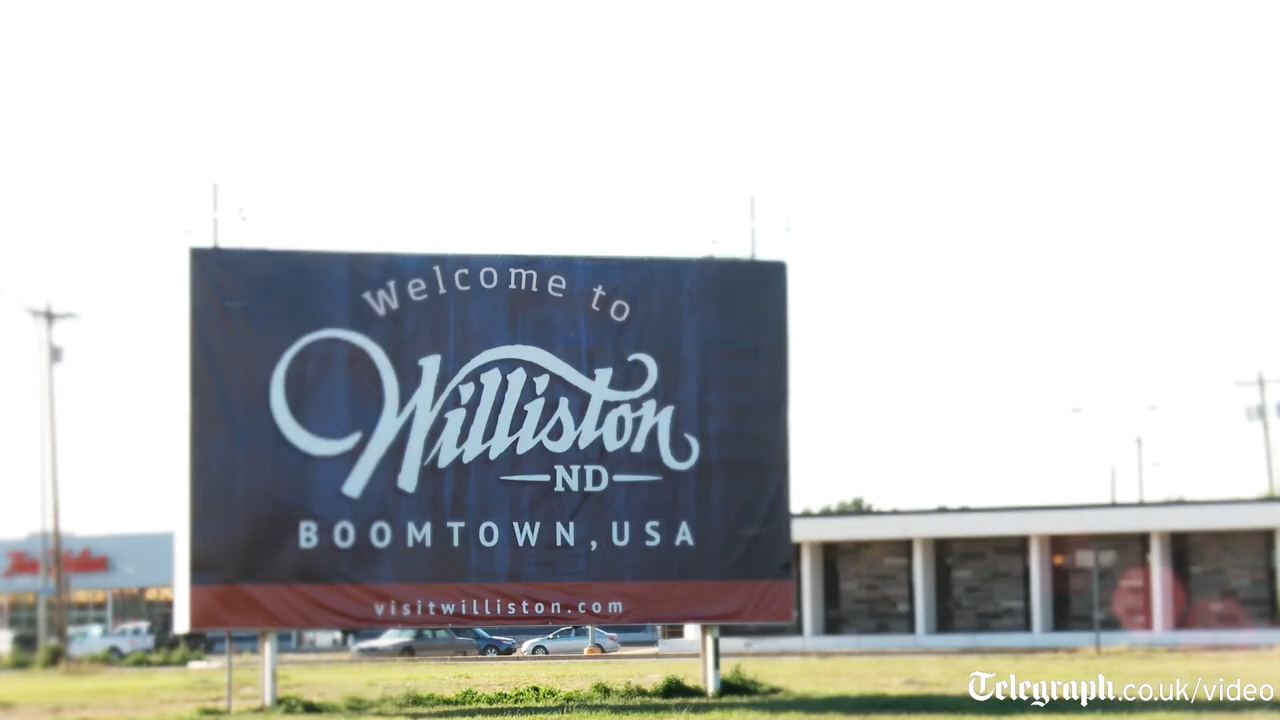 Welcome to
Williston
ND
BOOMTOWN, USA
visitwilliston.com
Telegraph.co.uk/video